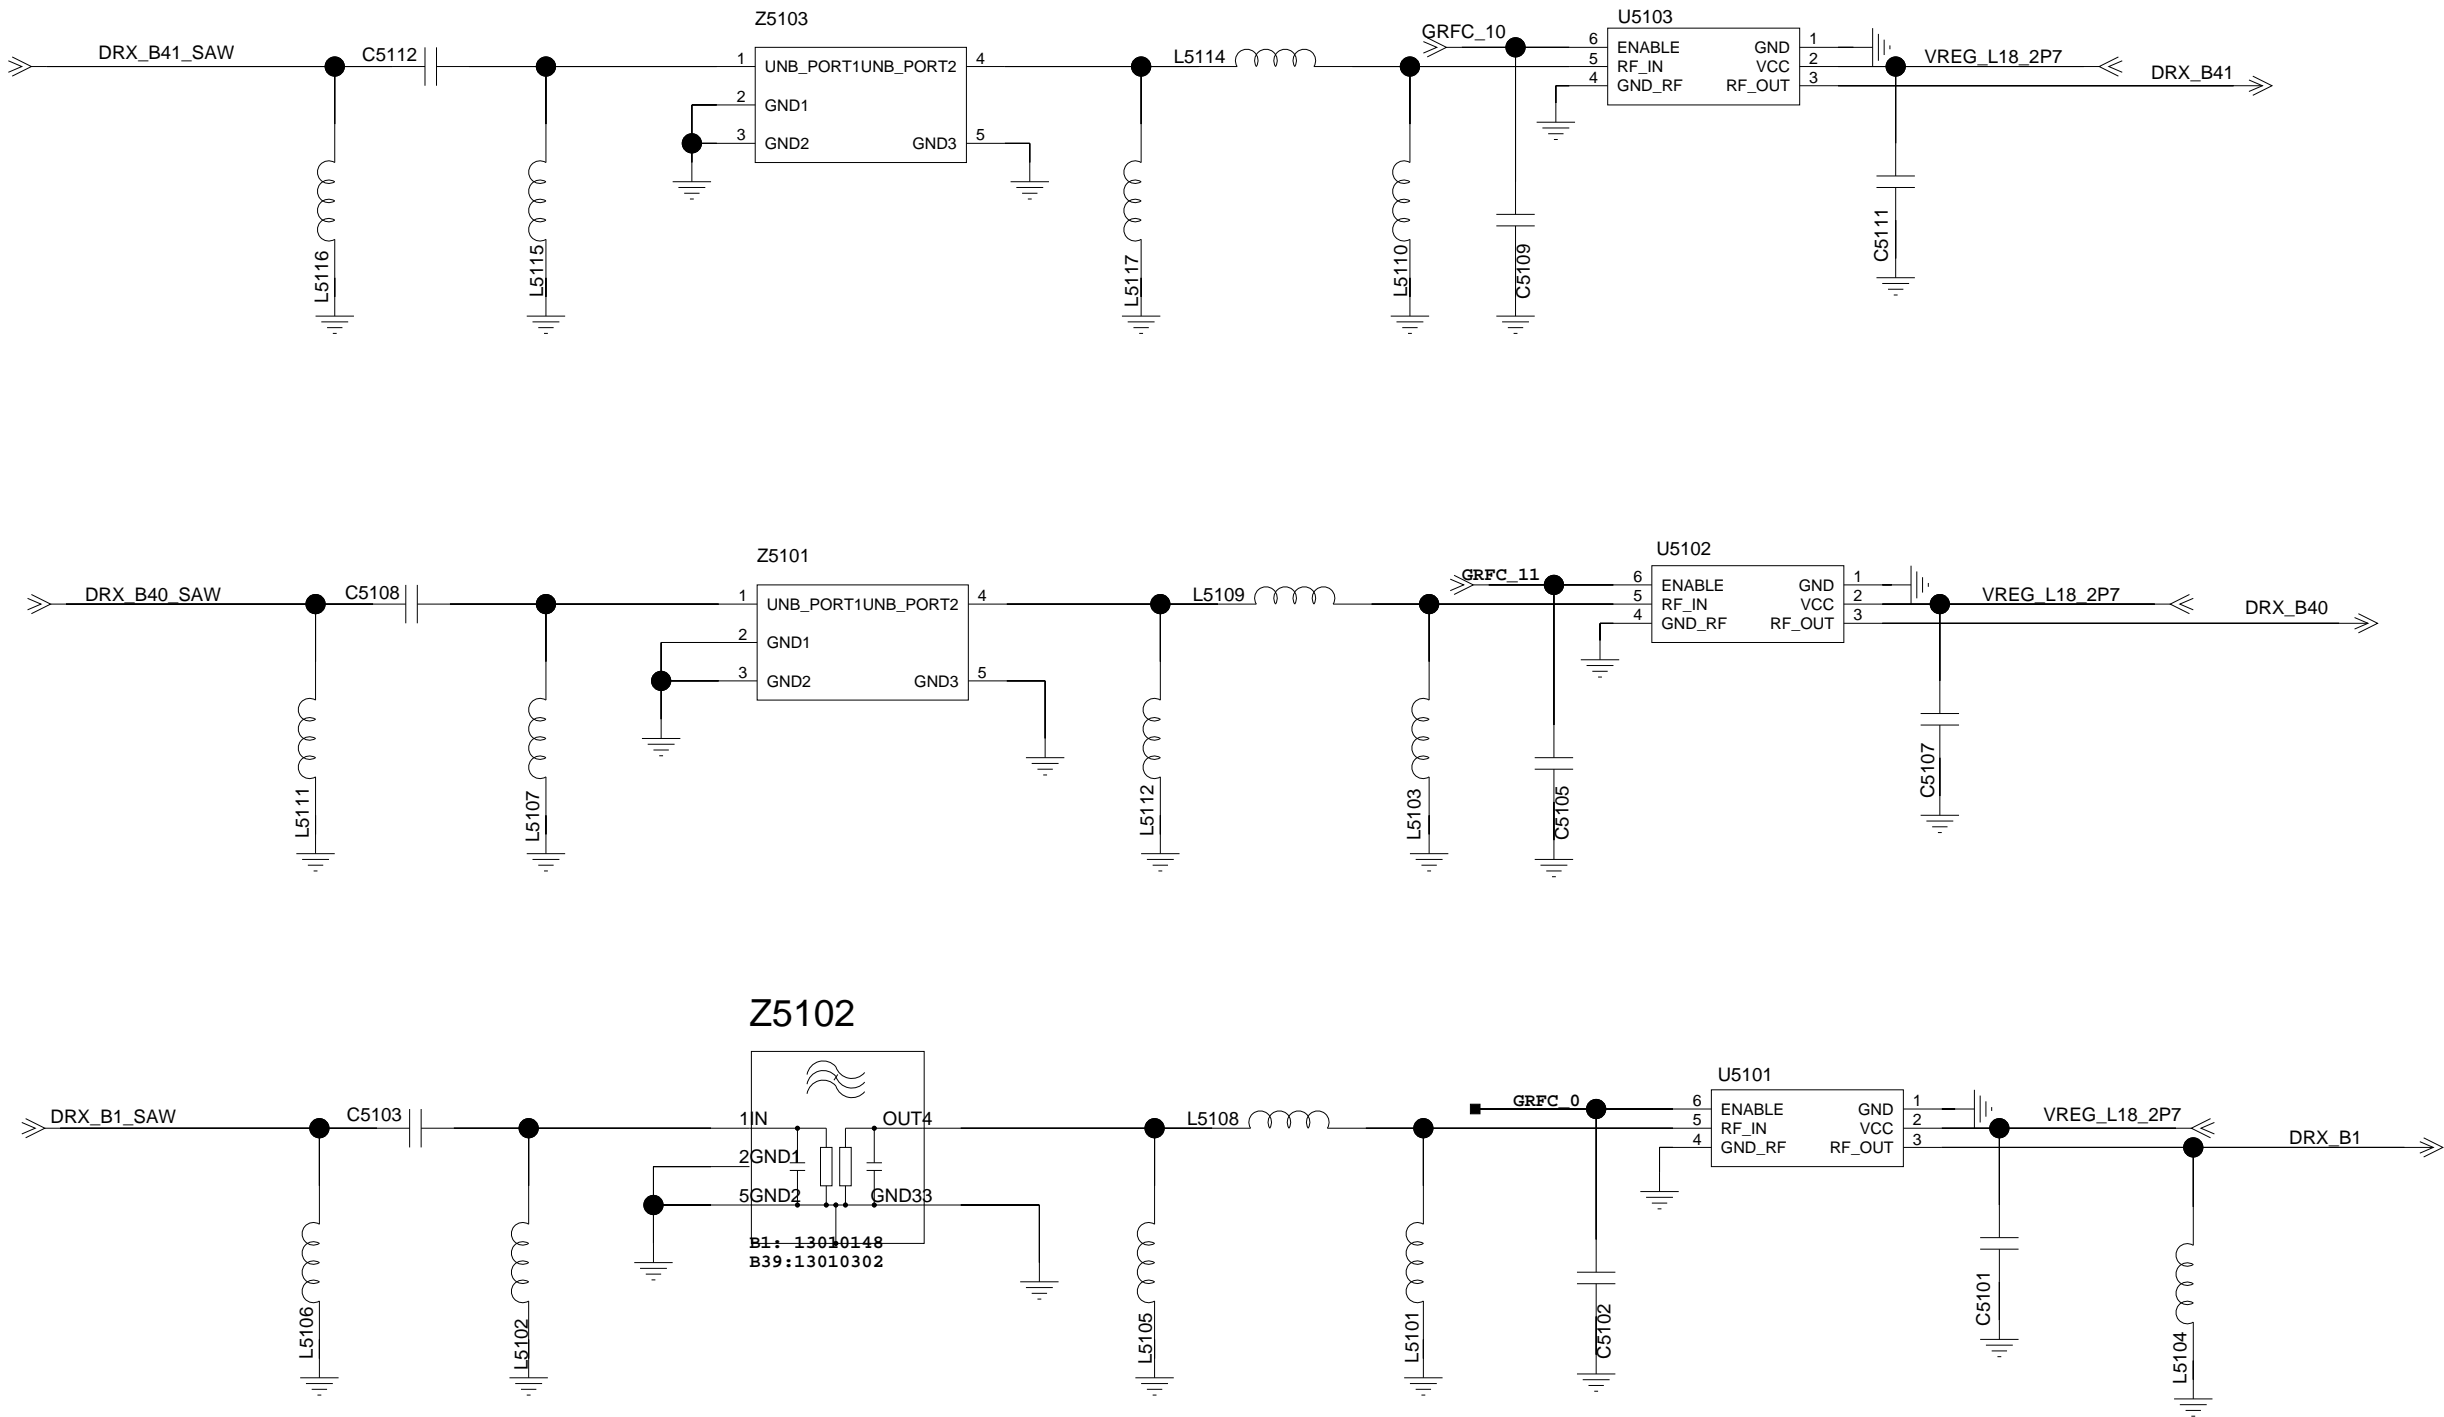 Z5103
U5103
DRX_B41_SAW
C5112
1
UNB_PORT1UNB_PORT2
4
2
GND1
3
GND2
GND3
5
L5114
GRFC_10
6
ENABLE
GND
1
5
RF_IN
VCC
2
4
GND_RF
RF_OUT
3
VREG_L18_2P7
DRX_B41
L5116
L5115
L5117
L5110
C5109
C5111
Z5101
U5102
DRX_B40_SAW
C5108
1
UNB_PORT1UNB_PORT2
4
2
GND1
3
GND2
GND3
5
L5109
GRFC_11
6
ENABLE
GND
1
5
RF_IN
VCC
2
4
GND_RF
RF_OUT
3
VREG_L18_2P7
DRX_B40
L5111
L5107
L5112
L5103
C5105
C5107
Z5102
U5101
DRX_B1_SAW
C5103
1IN
OUT4
2GND1
5GND2
GND33
B1: 13010148
B39:13010302
L5108
GRFC_0
6
ENABLE
GND
1
5
RF_IN
VCC
2
4
GND_RF
RF_OUT
3
VREG_L18_2P7
DRX_B1
L5106
L5102
L5105
L5101
C5102
C5101
L5104